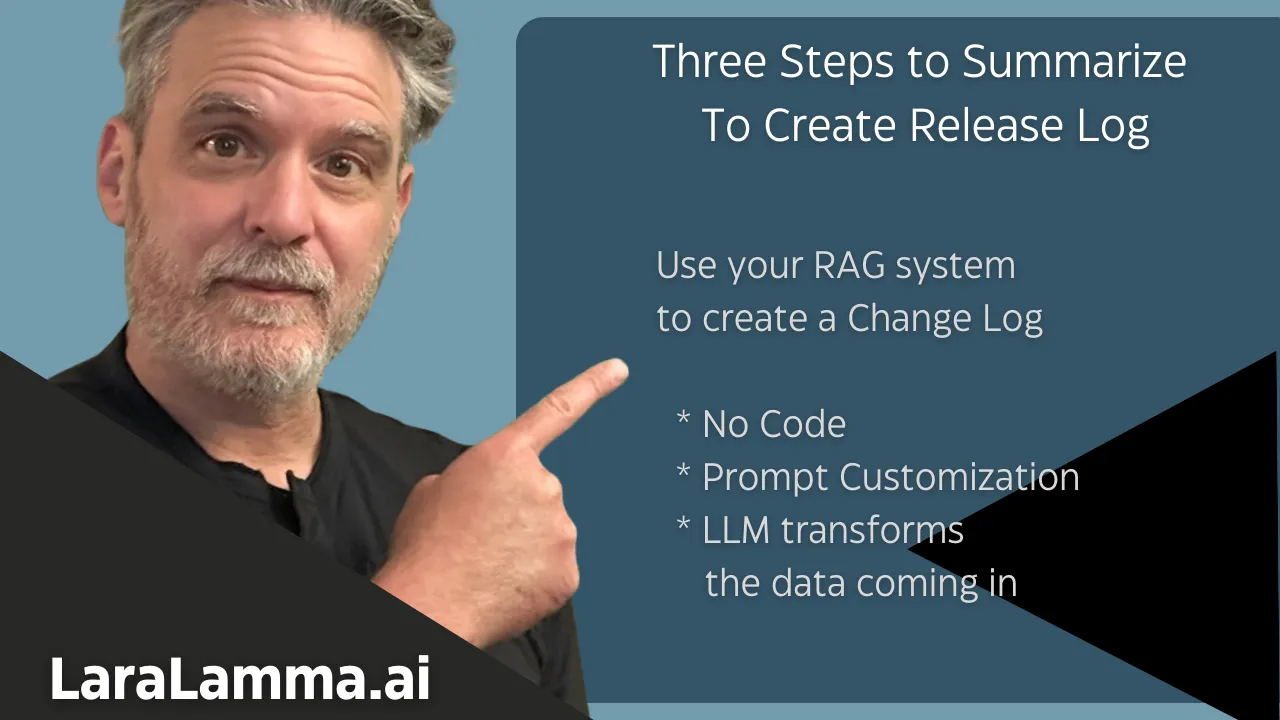 Three Steps to Summarize
To Create Release Log
Use your RAG system
to create a Change Log
* No Code
* Prompt Customization
* LLM transforms
the data coming in
LaraLamma.ai